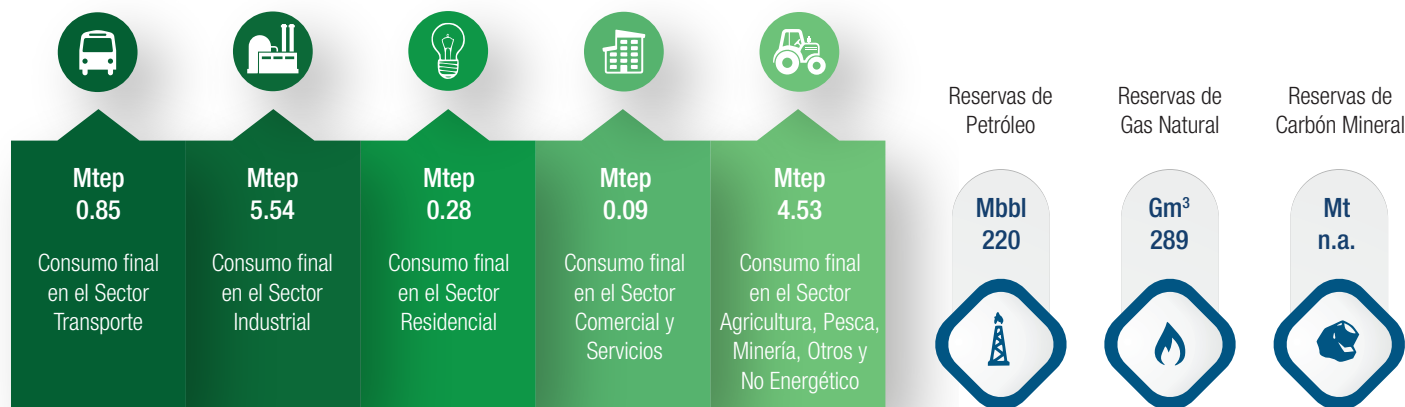 Mtep
0.85
Consumo final
en el Sector
Transporte
Mtep
5.54
Consumo final
en el Sector
Industrial
Mtep
0.28
Consumo final
en el Sector
Residencial
Mtep
0.09
Consumo final
en el Sector
Comercial y
Servicios
Mtep
4.53
Consumo final
en el Sector
Agricultura, Pesca,
Minería, Otros y
No Energético
Reservas de
Petróleo
Mbbl
220
Reservas de
Gas Natural
Gm³
289
Reservas de
Carbón Mineral
Mt
n.a.